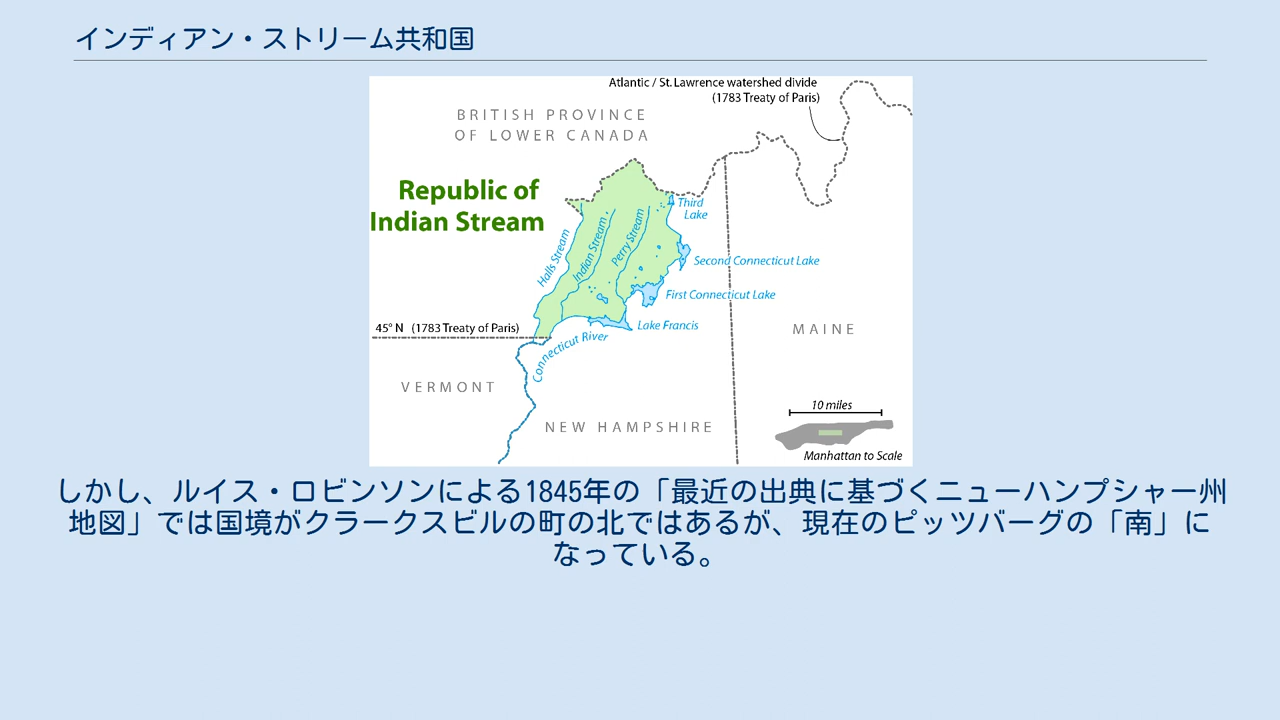 インディアン・ストリーム共和国
Atlantic / St. Lawrence watershed divide
(1783 Treaty of Paris)
BRITISH PROVINCE
OF LOWER CANADA
Republic of
Indian Stream
Third
Lake
Halls Stream
Indian Stream
Perry Stream
Second Connecticut Lake
First Connecticut Lake
Lake Francis
45° N (1783 Treaty of Paris)
Connecticut River
MAINE
VERMONT
NEW HAMPSHIRE
10 miles
Manhattan to Scale
しかし、ルイス・ロビンソンによる1845年の「最近の出典に基づくニューハンプシャー州
地図」では国境がクラークスビルの町の北ではあるが、現在のピッツバーグの「南」に
なっている。